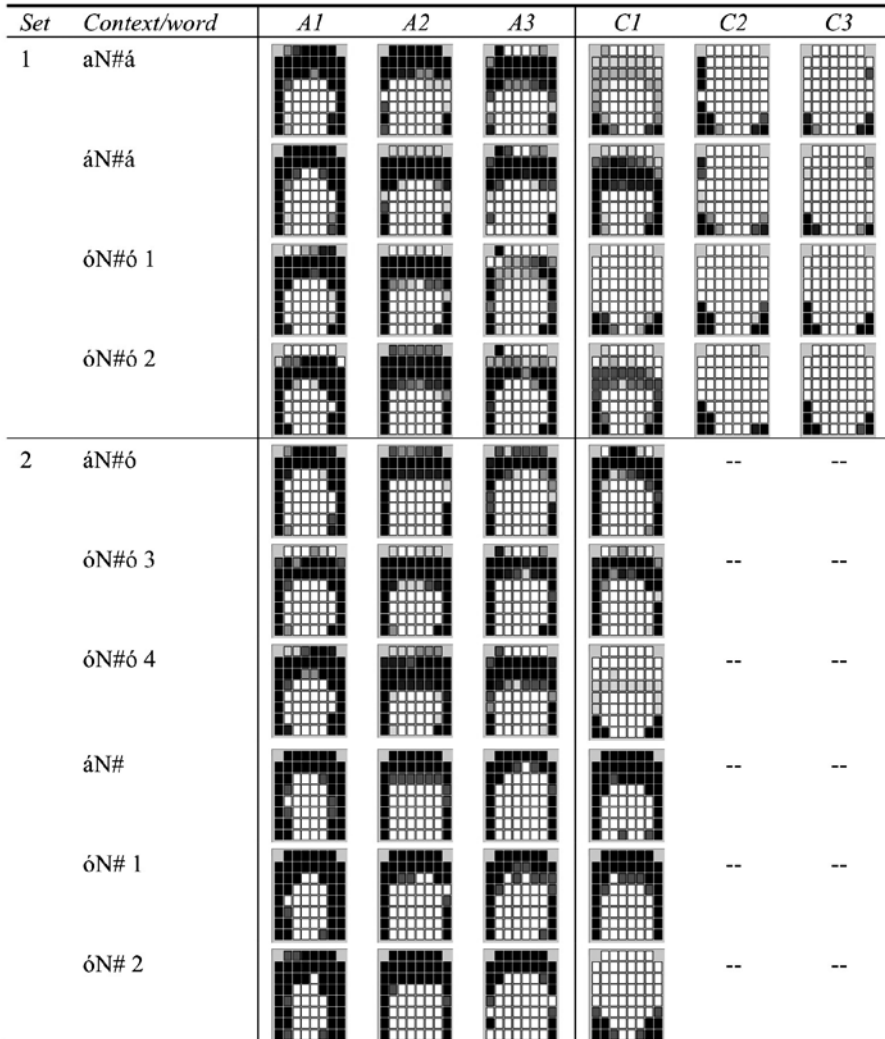 Set Context/word A1 A2 A3 C1 C2 C3
1 aN#á
áN#á
óN#ó 1
óN#ó 2
2 áN#ó -- --
óN#ó 3 -- --
óN#ó 4 -- --
áN# -- --
óN# 1 -- --
óN# 2 -- --